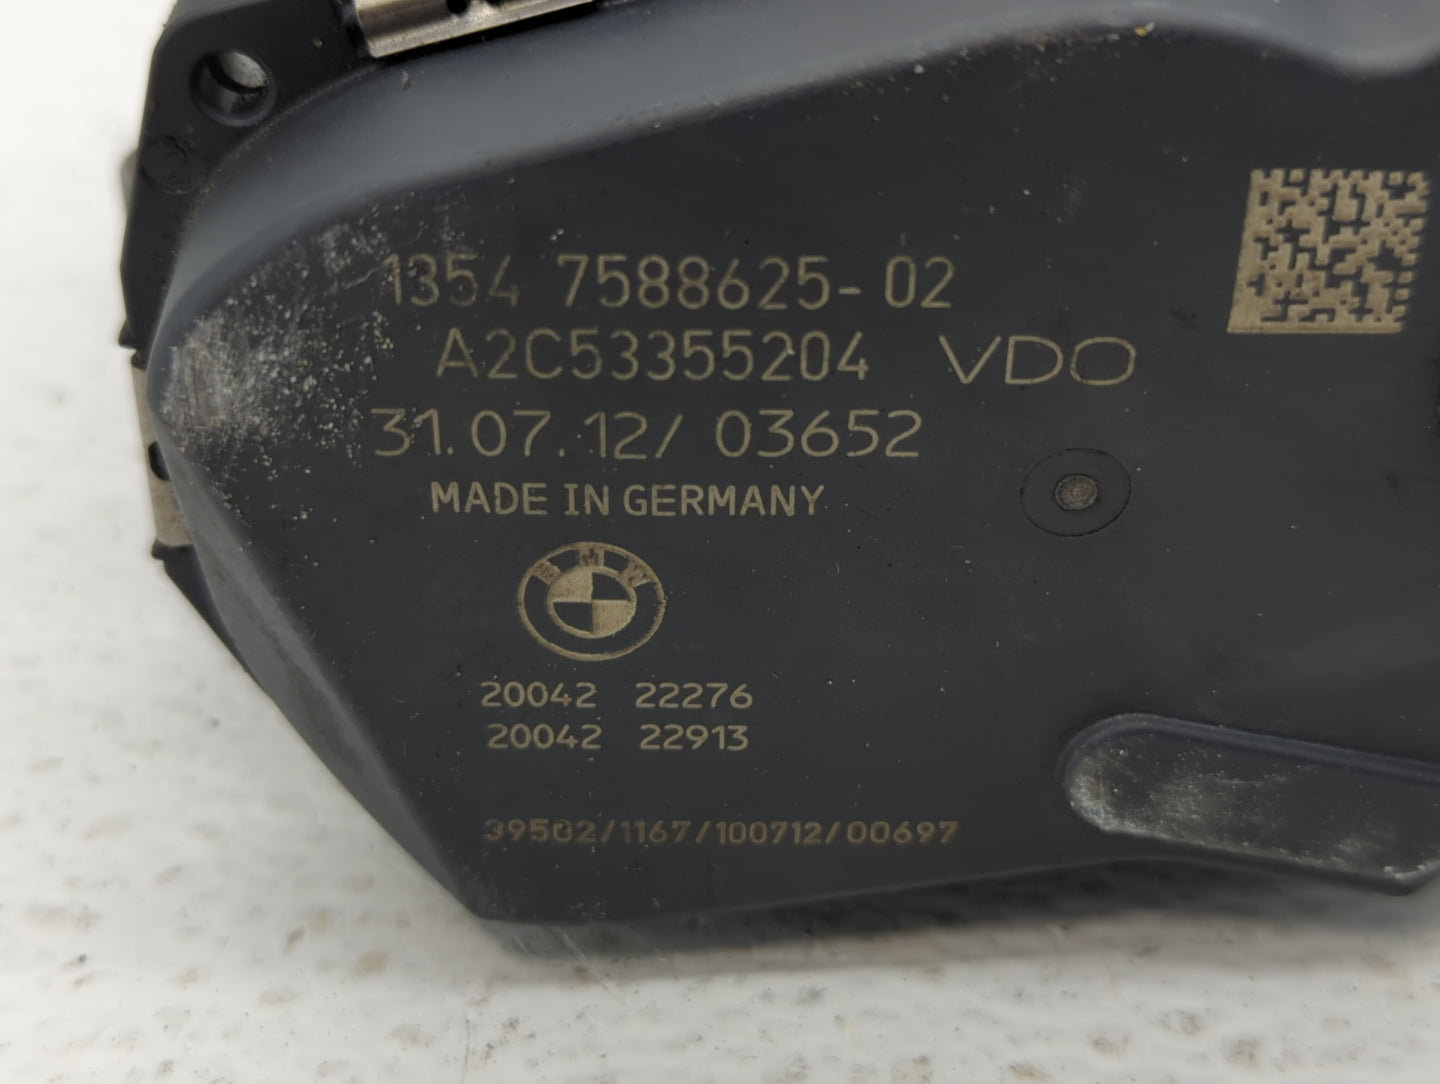 1354 7588625-02
A2C53355204 VDO
31.07.12/ 03652
MADE IN GERMANY
BMW
20042 22276
20042 22913
395G2/1167/100712/00697